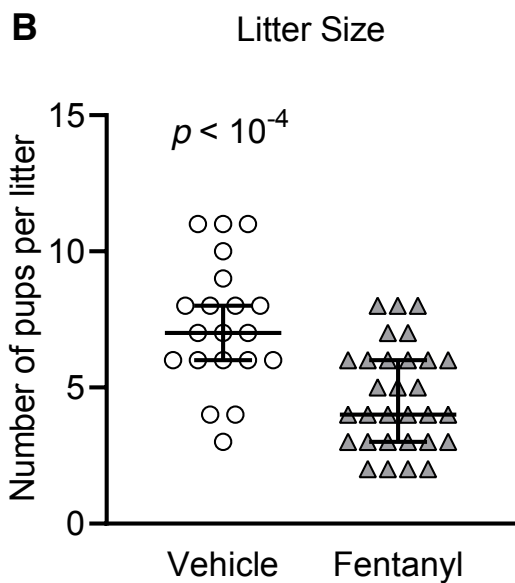 B
Litter Size
Number of pups per litter
15
10
5
0
p < 10⁻⁴
Vehicle
Fentanyl